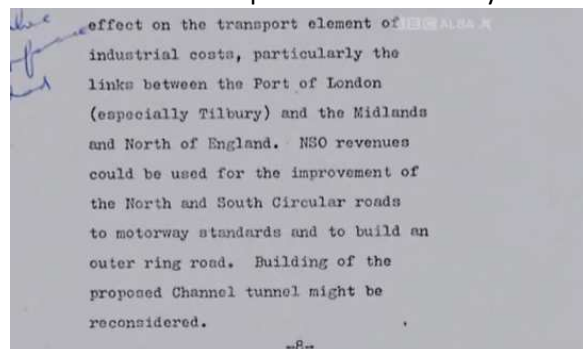 effect on the transport element of
BBC ALBA
industrial costs, particularly the
links between the Port of London
(especially Tilbury) and the Midlands
and North of England. NSO revenues
could be used for the improvement of
the North and South Circular roads
to motorway standards and to build an
outer ring road. Building of the
proposed Channel tunnel might be
reconsidered.
-8-